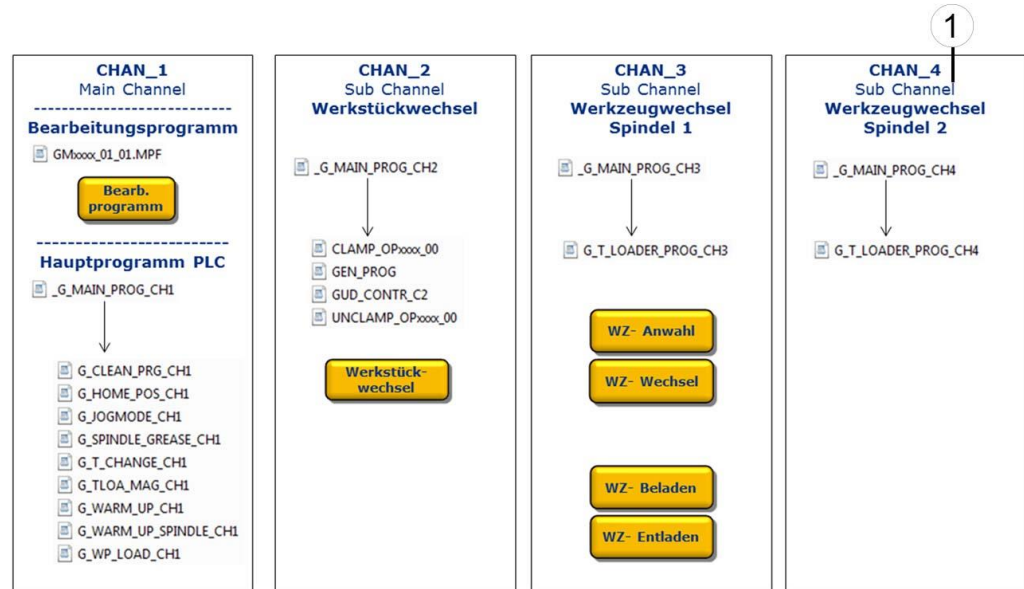 1
CHAN_1
Main Channel
Bearbeitungsprogramm
GMxxxx_01_01.MPF
Bearb.
programm
Hauptprogramm PLC
_G_MAIN_PROG_CH1
G_CLEAN_PRG_CH1
G_HOME_POS_CH1
G_JOGMODE_CH1
G_SPINDLE_GREASE_CH1
G_T_CHANGE_CH1
G_TLOA_MAG_CH1
G_WARM_UP_CH1
G_WARM_UP_SPINDLE_CH1
G_WP_LOAD_CH1
CHAN_2
Sub Channel
Werkstückwechsel
_G_MAIN_PROG_CH2
CLAMP_OPxxxx_00
GEN_PROG
GUD_CONTR_C2
UNCLAMP_OPxxxx_00
Werkstück-
wechsel
CHAN_3
Sub Channel
Werkzeugwechsel
Spindel 1
_G_MAIN_PROG_CH3
G_T_LOADER_PROG_CH3
WZ- Anwahl
WZ- Wechsel
WZ- Beladen
WZ- Entladen
CHAN_4
Sub Channel
Werkzeugwechsel
Spindel 2
_G_MAIN_PROG_CH4
G_T_LOADER_PROG_CH4